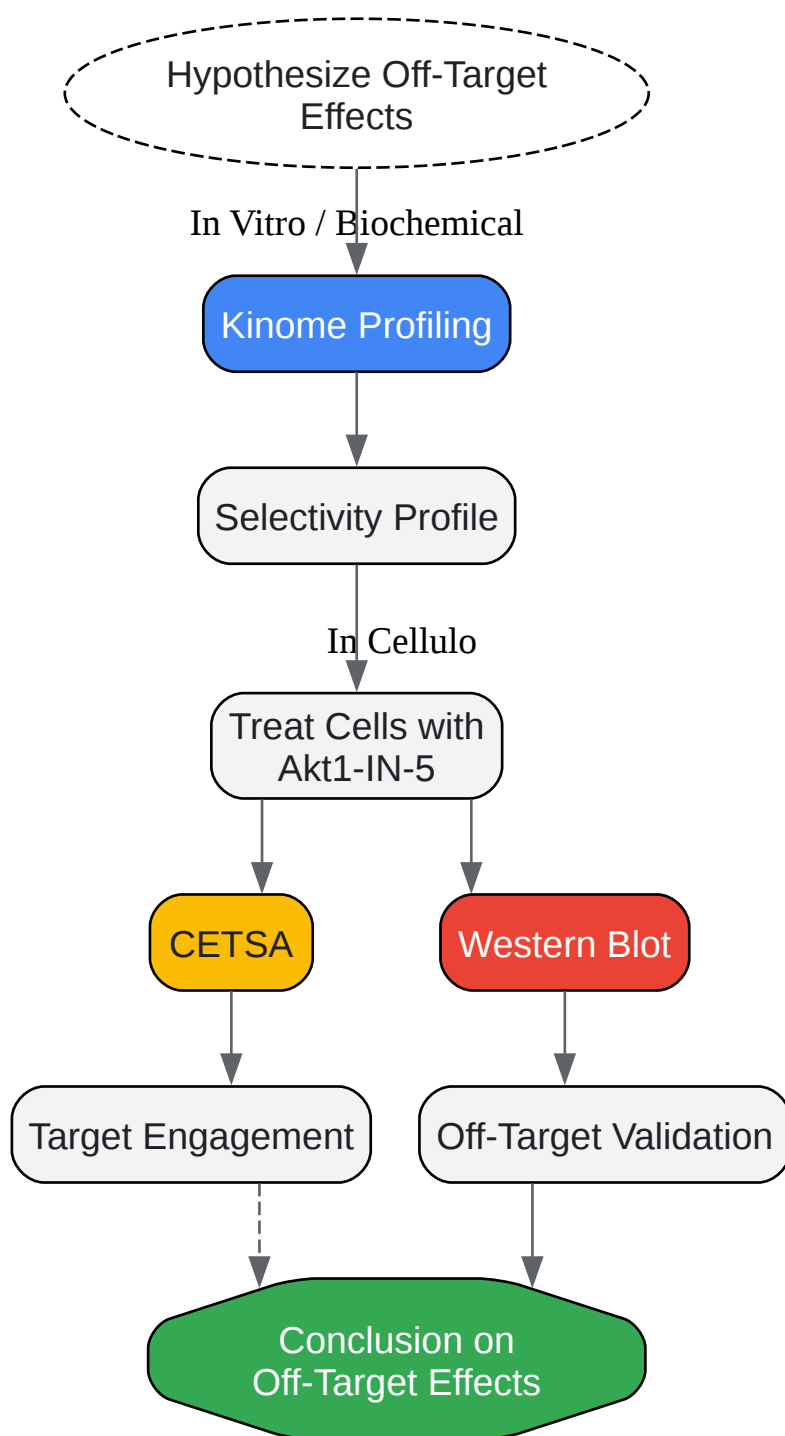 Hypothesize Off-Target
Effects
In Vitro / Biochemical
Kinome Profiling
Selectivity Profile
In Cellulo
Treat Cells with
Akt1-IN-5
CETSA
Western Blot
Target Engagement
Off-Target Validation
Conclusion on
Off-Target Effects